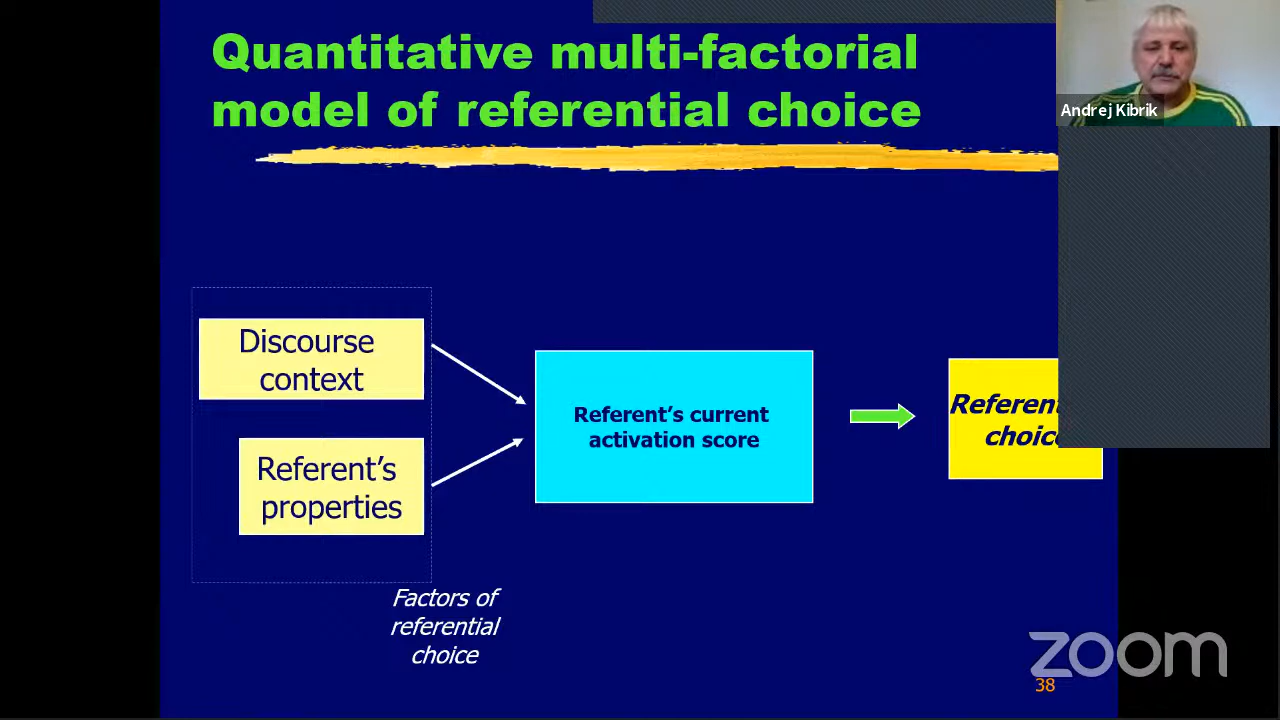 Quantitative multi-factorial
model of referential choice
Andrej Kibrik
Discourse
context
Referent's
properties
Referent's current
activation score
choice
Factors of
referential
choice
zoom
38